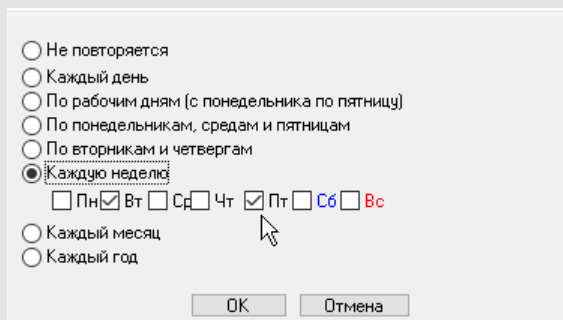 Не повторяется
Каждый день
По рабочим дням (с понедельника по пятницу)
По понедельникам, средам и пятницам
По вторникам и четвергам
Каждую неделю
Пн Вт Ср Чт Пт Сб Вс
Каждый месяц
Каждый год
OK Отмена